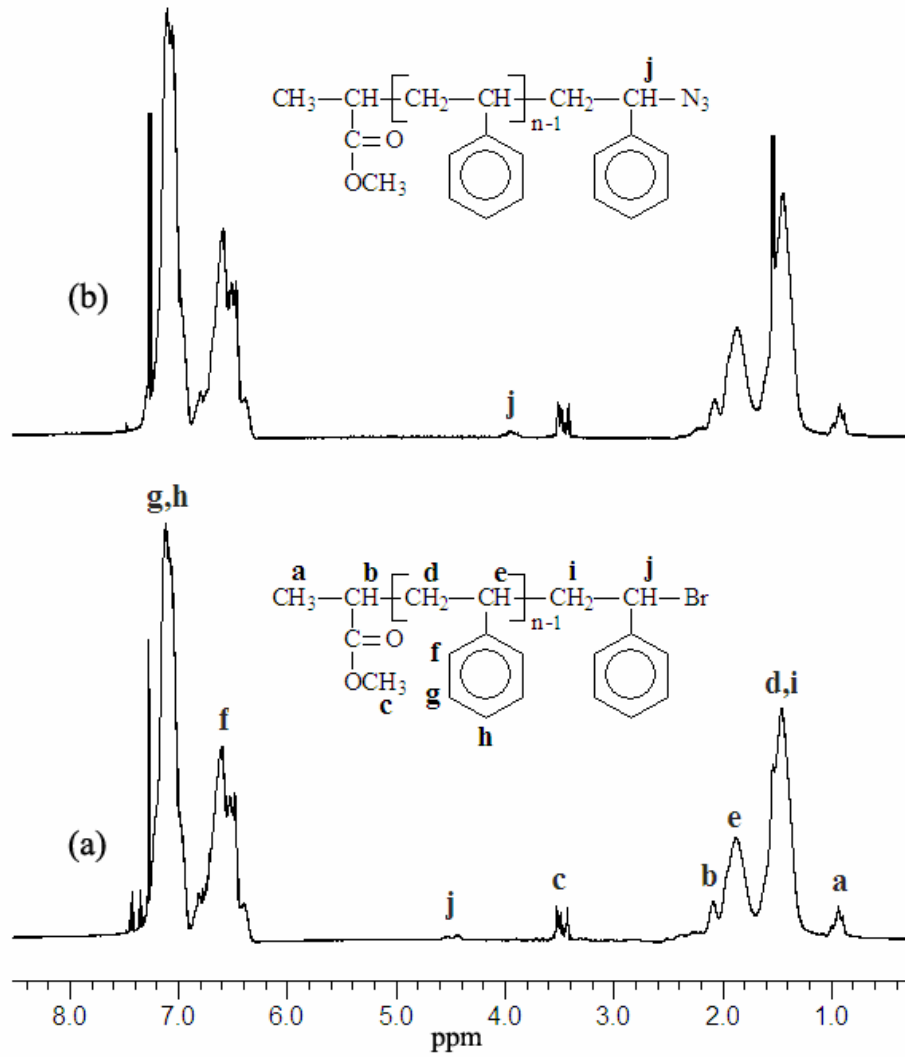 j
CH3 CH CH2 CH CH2 CH N3
n-1
C=O
OCH3
(b)
j
g,h
a b d e i j
CH3 CH CH2 CH CH2 CH Br
n-1
C=O
f
OCH3
c g
h
f
d,i
e
(a)
b
c
a
j
8.0 7.0 6.0 5.0 4.0 3.0 2.0 1.0
ppm